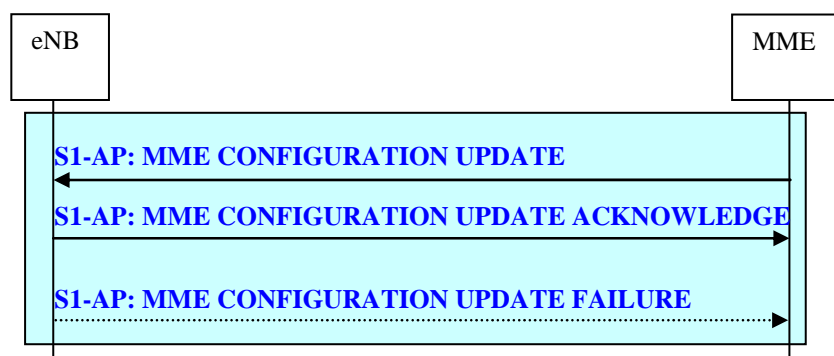 eNB
MME
S1-AP: MME CONFIGURATION UPDATE
S1-AP: MME CONFIGURATION UPDATE ACKNOWLEDGE
S1-AP: MME CONFIGURATION UPDATE FAILURE